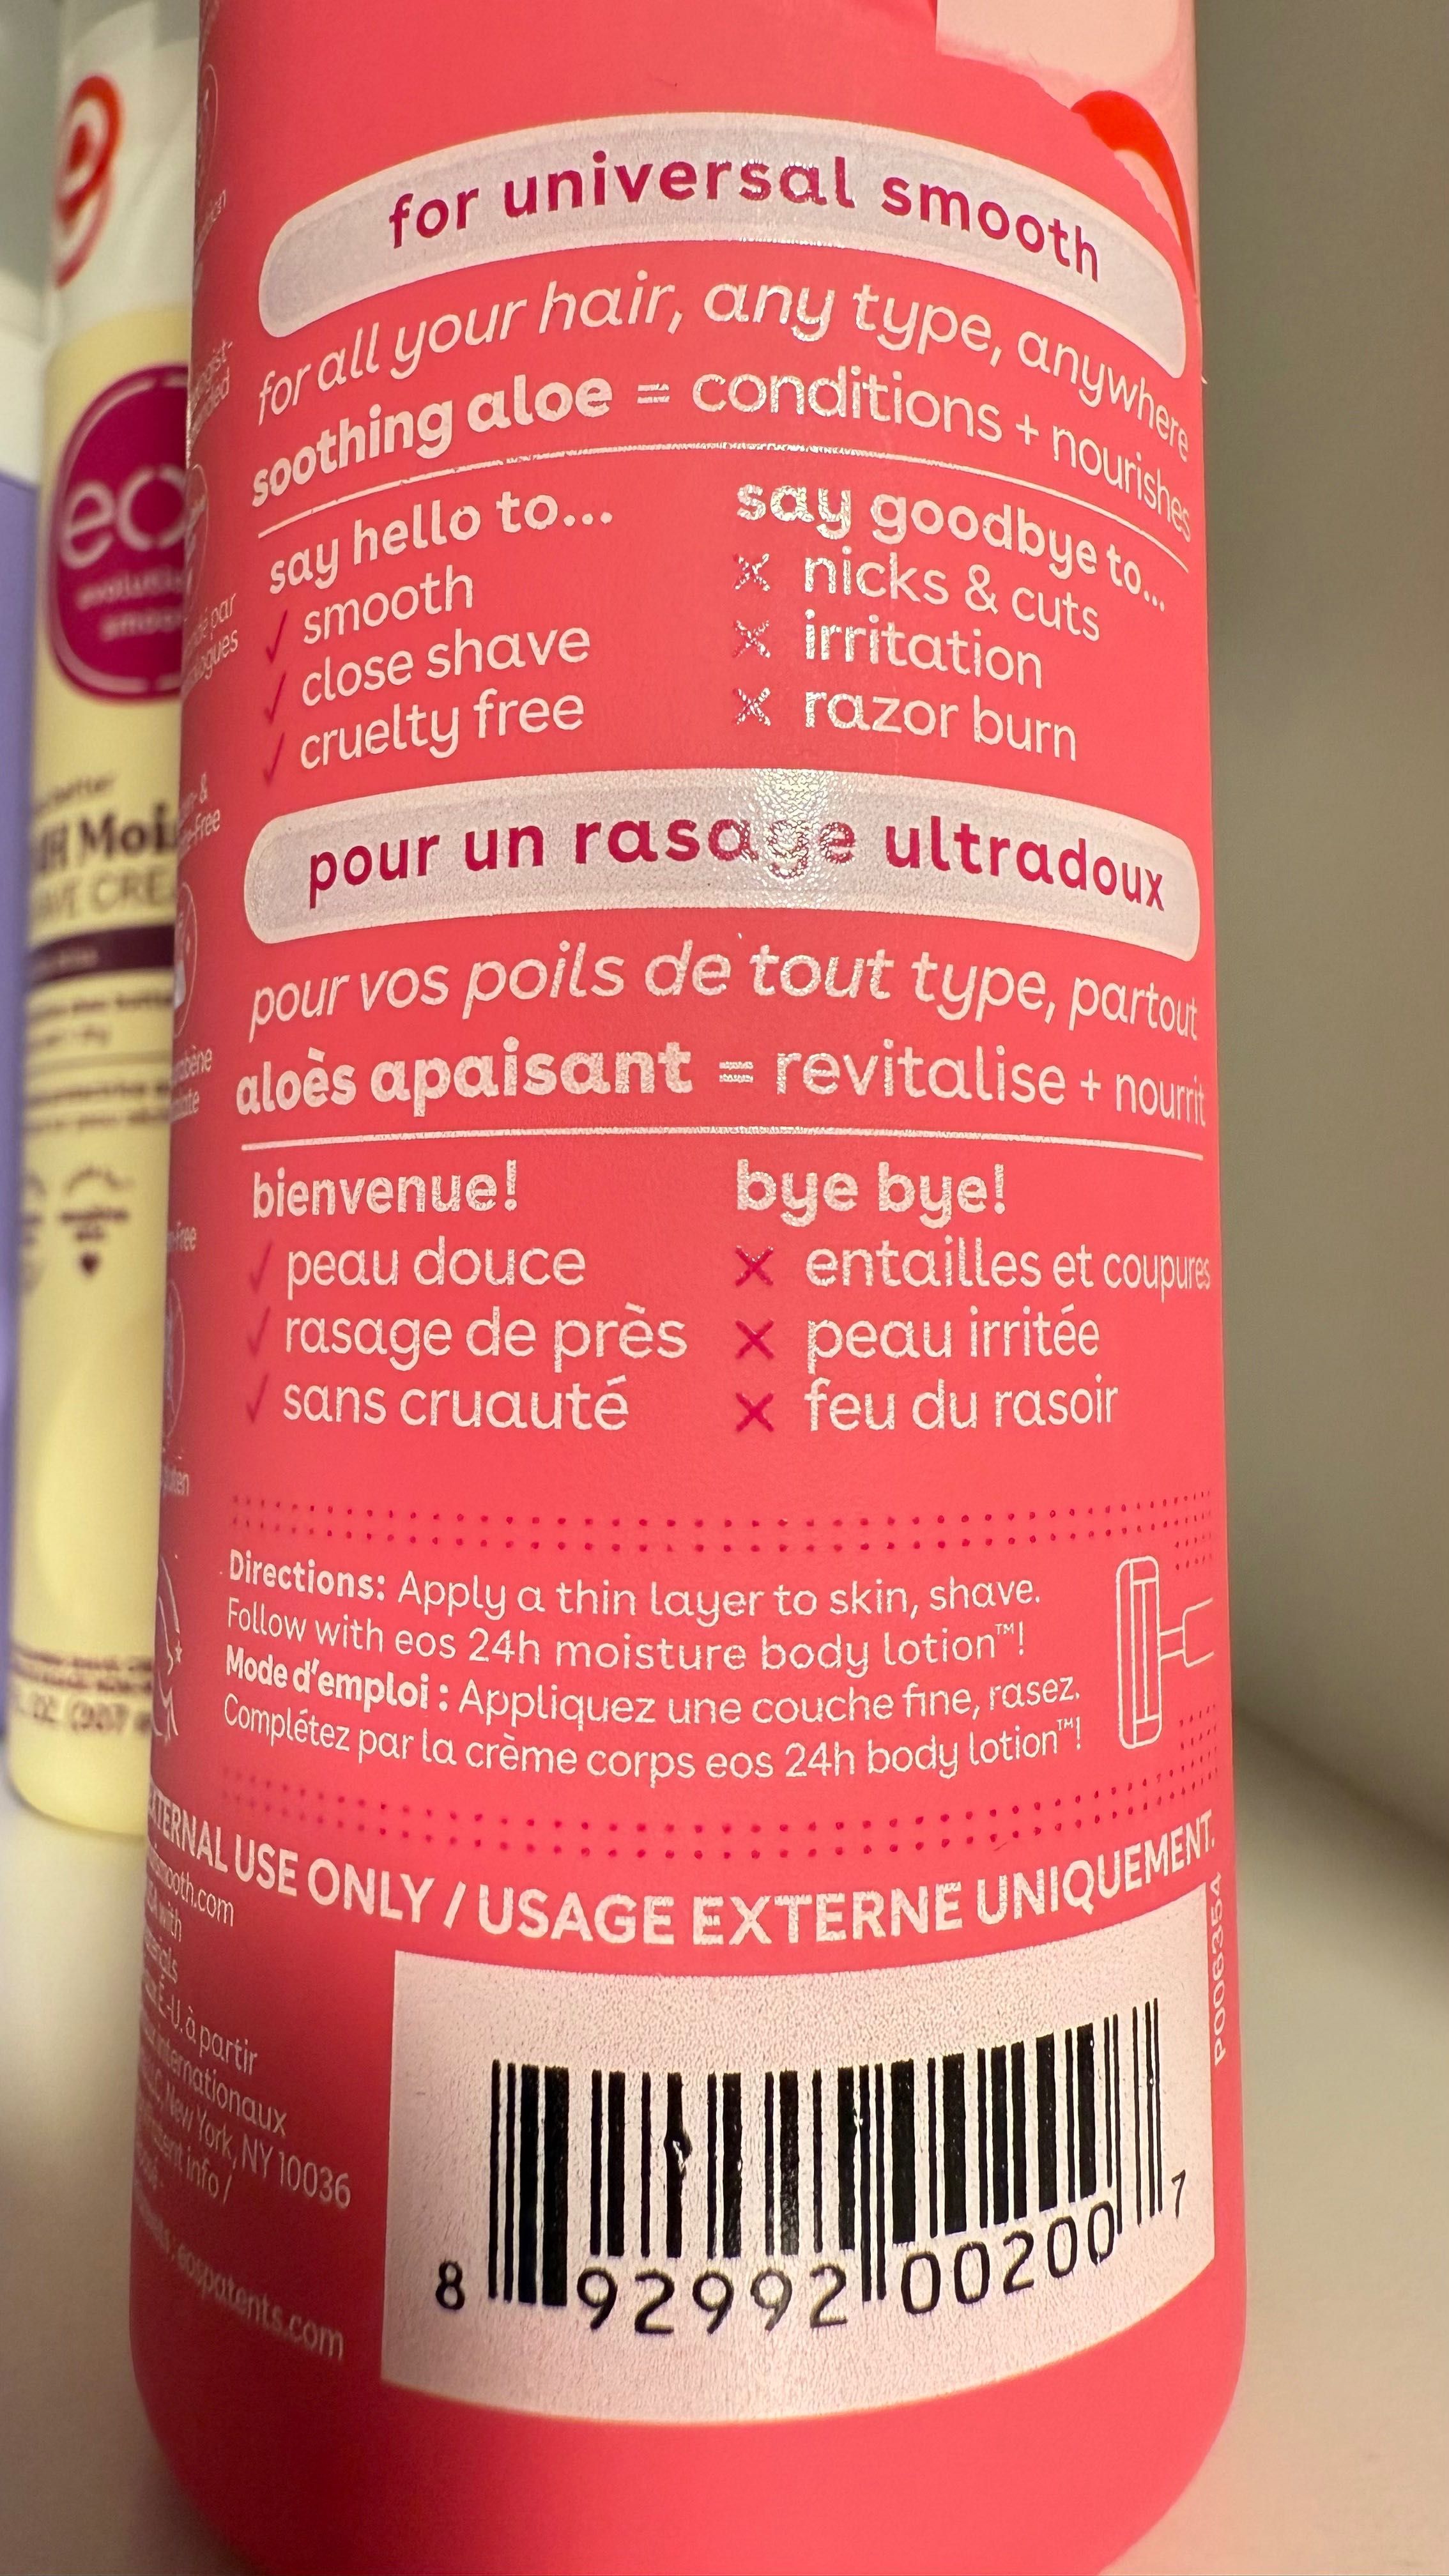 for universal smooth
for all your hair, any type, anywhere
soothing aloe = conditions + nourishes
say hello to...
✓ smooth
✓ close shave
✓ cruelty free
say goodbye to...
✕ nicks & cuts
✕ irritation
✕ razor burn
pour un rasage ultradoux
pour vos poils de tout type, partout
aloès apaisant = revitalise + nourrit
bienvenue!
✓ peau douce
✓ rasage de près
✓ sans cruauté
bye bye!
✕ entailles et coupures
✕ peau irritée
✕ feu du rasoir
Directions: Apply a thin layer to skin, shave.
Follow with eos 24h moisture body lotion™!
Mode d'emploi : Appliquez une couche fine, rasez.
Complétez par la crème corps eos 24h body lotion™!
USE ONLY / USAGE EXTERNE UNIQUEMENT.
P006354
à partir
internationaux
New York, NY 10036
info /
eospatents.com
8 92992 00200 7